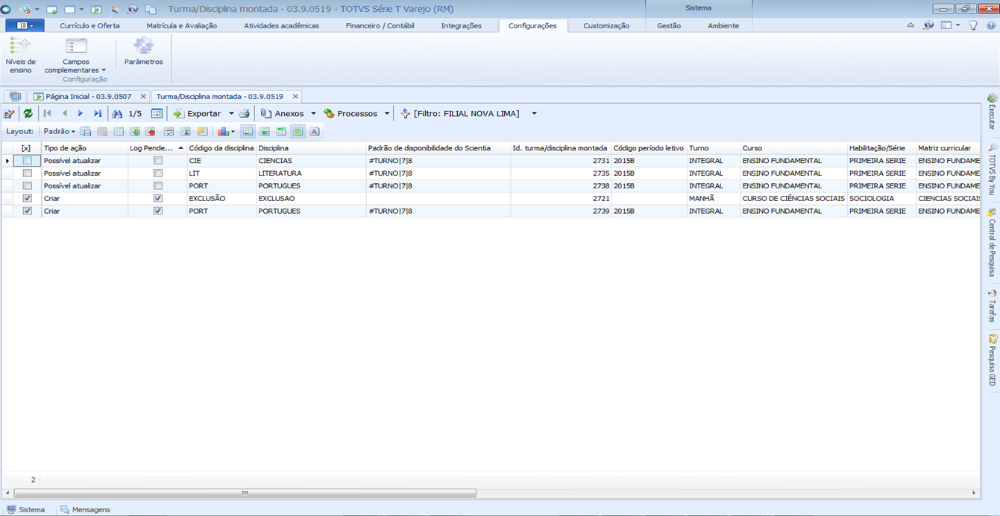 Turma/Disciplina montada - 03.9.0519 - TOTVS Série T Varejo (RM)
Sistema
Currículo e Oferta Matrícula e Avaliação Atividades acadêmicas Financeiro / Contábil Integrações Configurações Customização Gestão Ambiente
Níveis de ensino
Campos complementares
Parâmetros
Configuração
Página Inicial - 03.9.0507 Turma/Disciplina montada - 03.9.0519
1/5 Exportar Anexos Processos [Filtro: FILIAL NOVA LIMA]
Layout: Padrão
[x] Tipo de ação Log Pende... Código da disciplina Disciplina Padrão de disponibilidade do Scientia Id. turma/disciplina montada Código período letivo Turno Curso Habilitação/Série Matriz curricular
Possível atualizar CIE CIENCIAS #TURNO|7|8 2731 2015B INTEGRAL ENSINO FUNDAMENTAL PRIMEIRA SERIE ENSINO FUNDAME
Possível atualizar LIT LITERATURA #TURNO|7|8 2735 2015B INTEGRAL ENSINO FUNDAMENTAL PRIMEIRA SERIE ENSINO FUNDAME
Possível atualizar PORT PORTUGUES #TURNO|7|8 2738 2015B INTEGRAL ENSINO FUNDAMENTAL PRIMEIRA SERIE ENSINO FUNDAME
Criar EXCLUSÃO EXCLUSAO 2721 MANHÃ CURSO DE CIÊNCIAS SOCIAIS SOCIOLOGIA CIENCIAS SOCIAIS
Criar PORT PORTUGUES #TURNO|7|8 2739 2015B INTEGRAL ENSINO FUNDAMENTAL PRIMEIRA SERIE ENSINO FUNDAME
2
Sistema Mensagens
Executar
TOTVS By You
Central de Pesquisa
Tarefas
Pesquisa GED